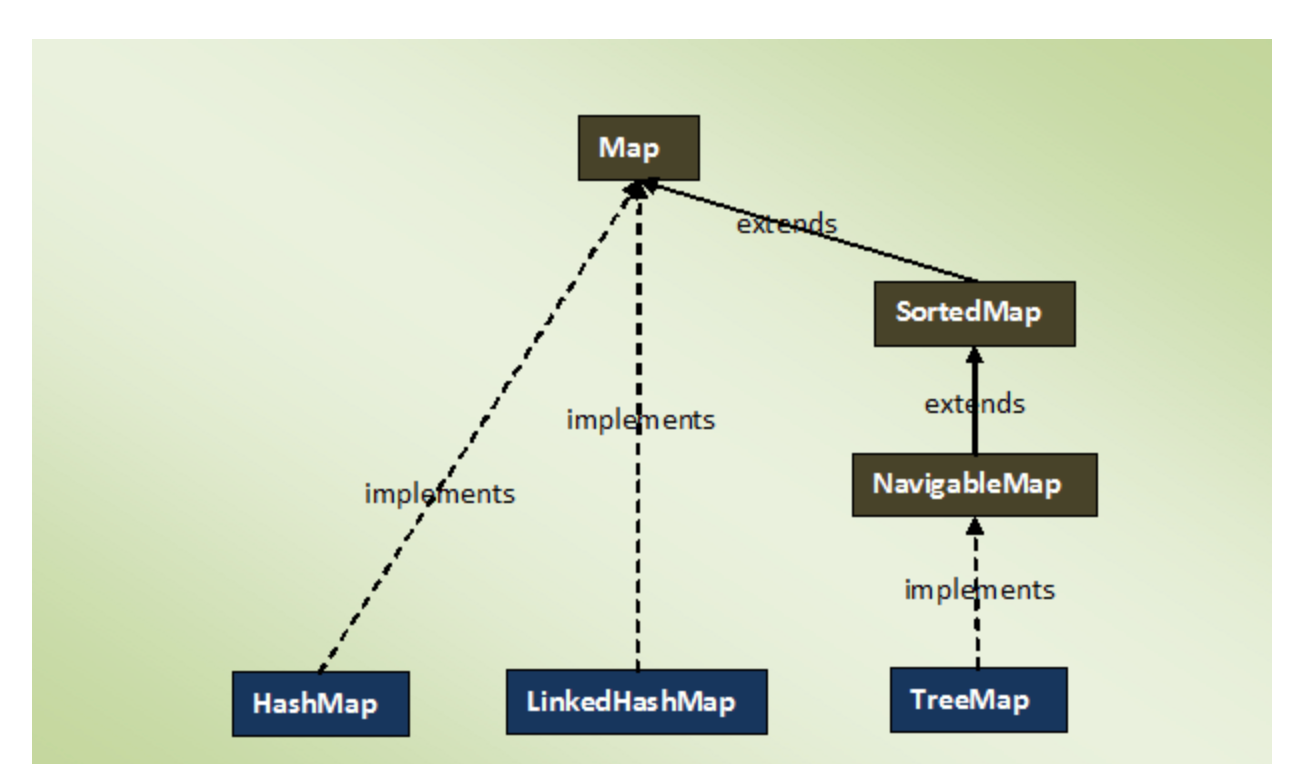 Map
extends
SortedMap
extends
implements
NavigableMap
implements
implements
HashMap
LinkedHashMap
TreeMap